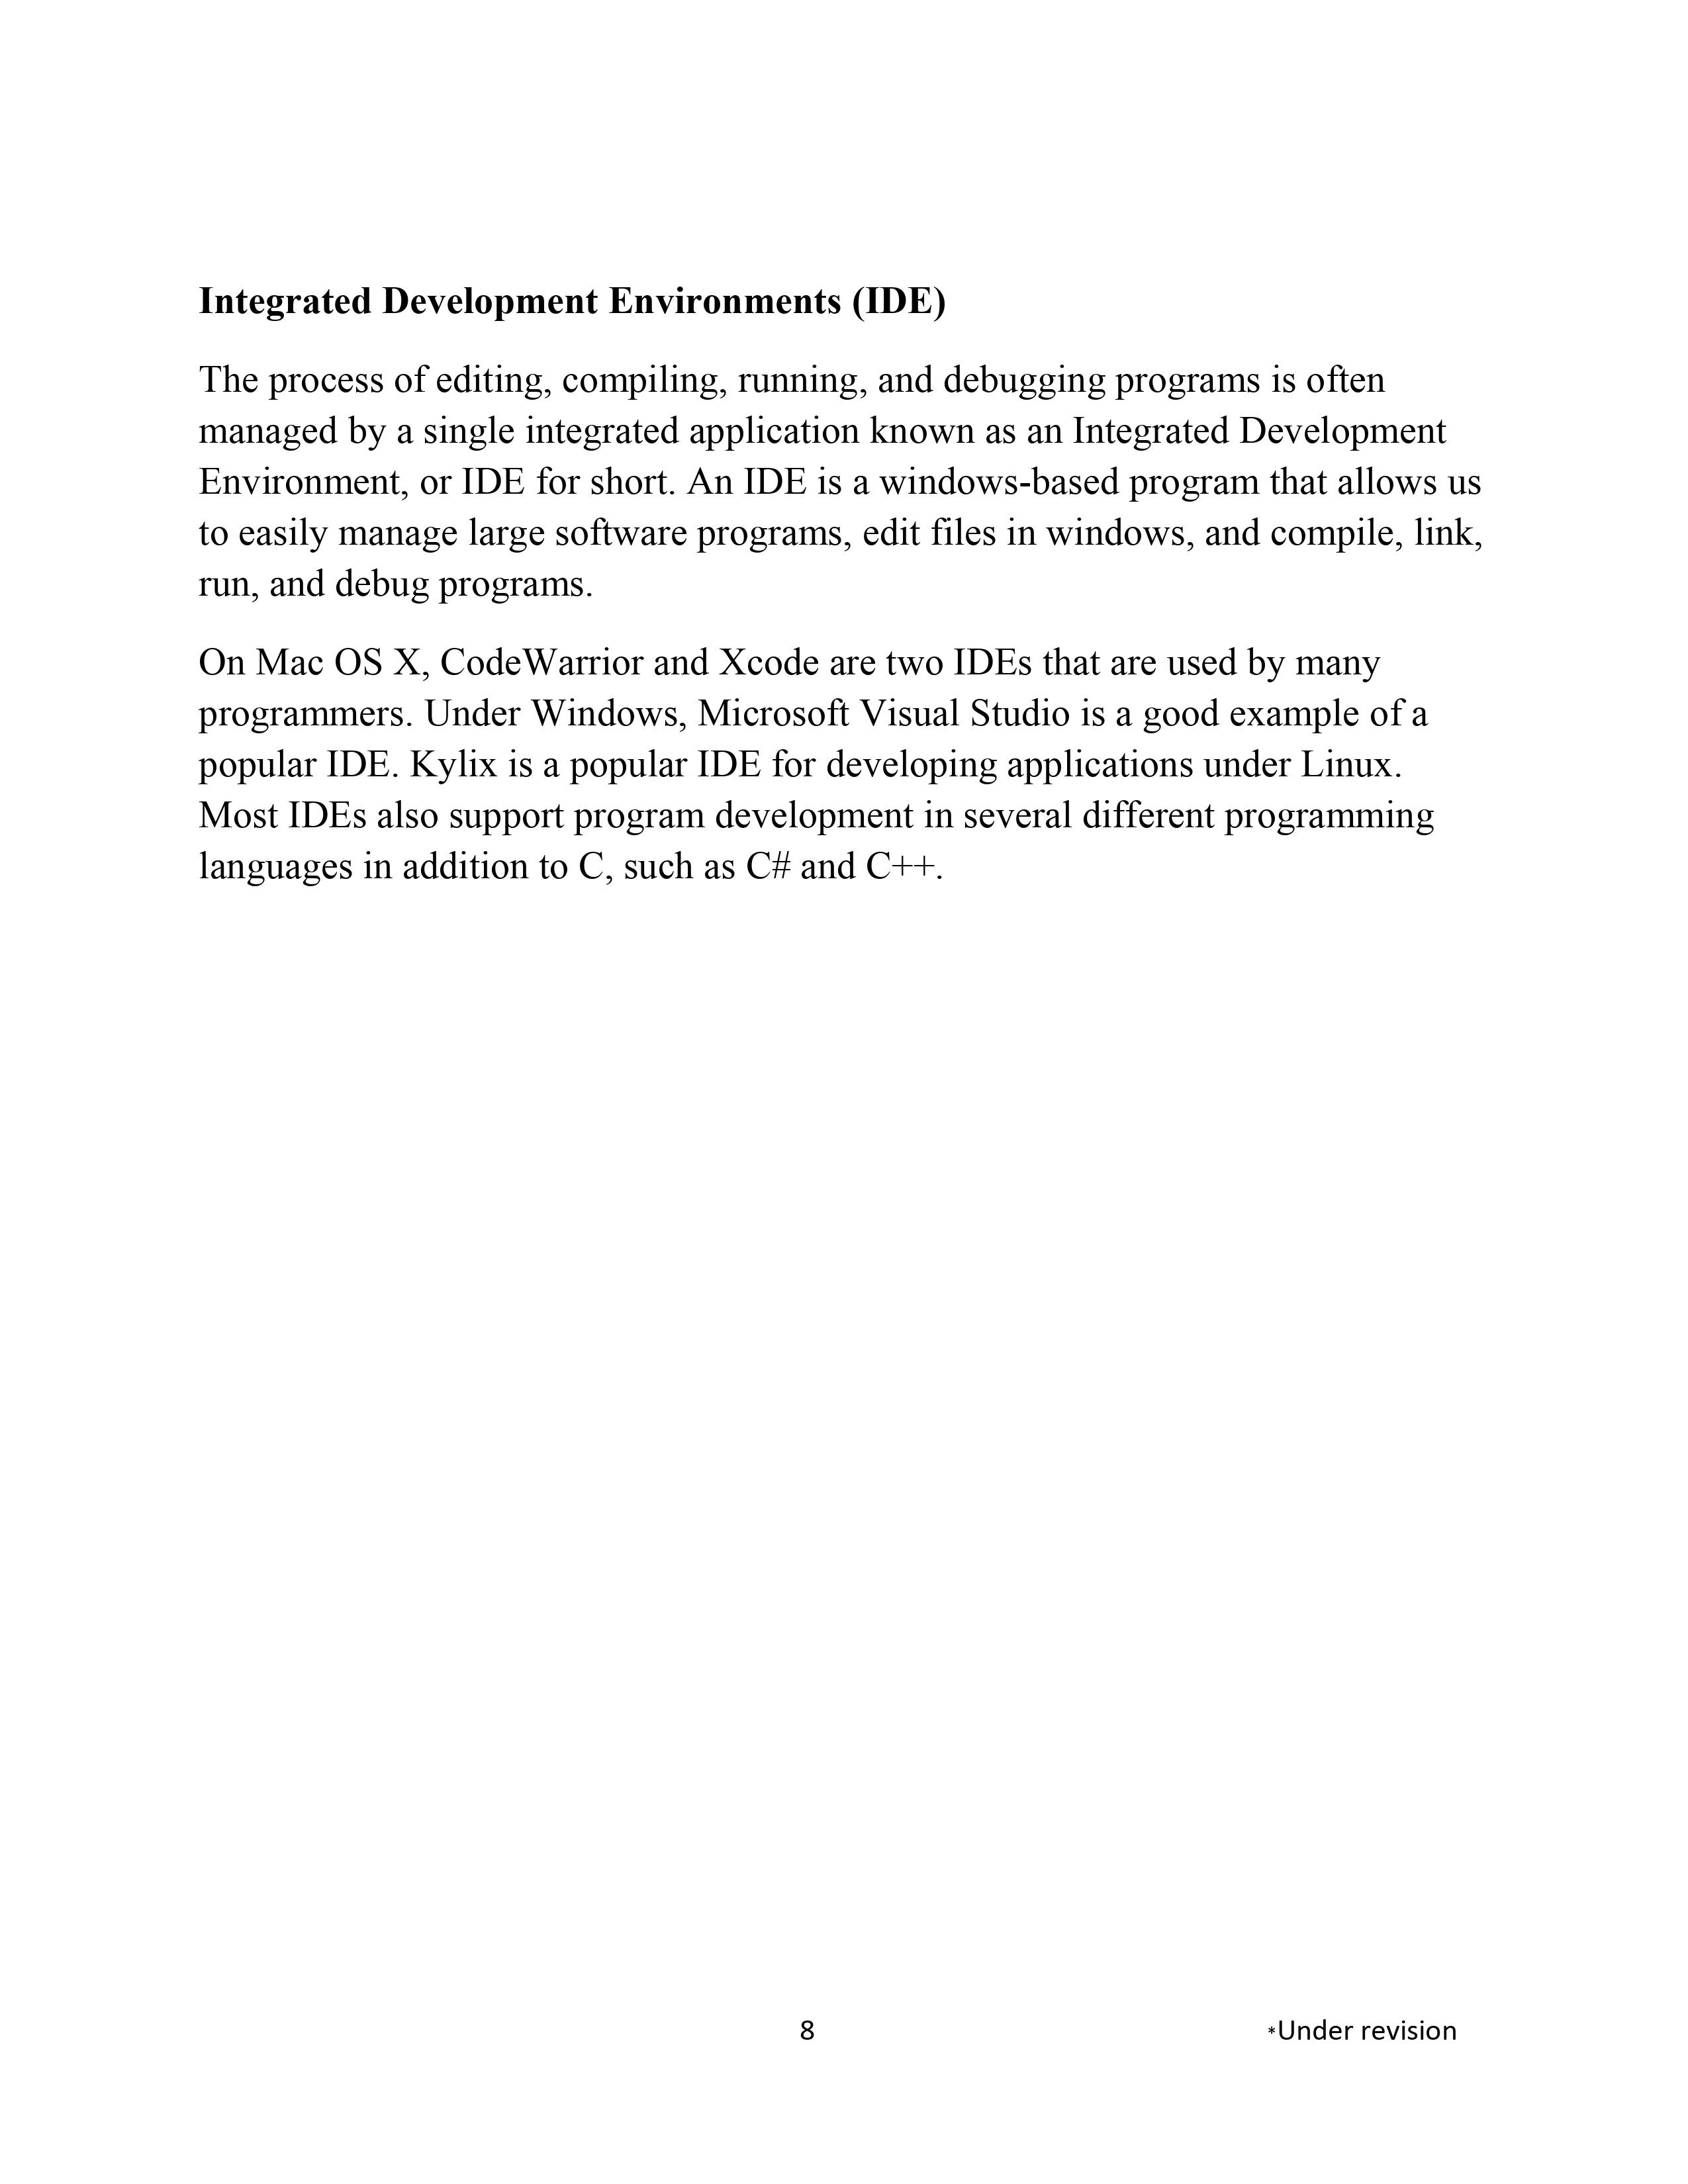 Integrated Development Environments (IDE)
The process of editing, compiling, running, and debugging programs is often
managed by a single integrated application known as an Integrated Development
Environment, or IDE for short. An IDE is a windows-based program that allows us
to easily manage large software programs, edit files in windows, and compile, link,
run, and debug programs.
On Mac OS X, CodeWarrior and Xcode are two IDEs that are used by many
programmers. Under Windows, Microsoft Visual Studio is a good example of a
popular IDE. Kylix is a popular IDE for developing applications under Linux.
Most IDEs also support program development in several different programming
languages in addition to C, such as C# and C++.
8 *Under revision